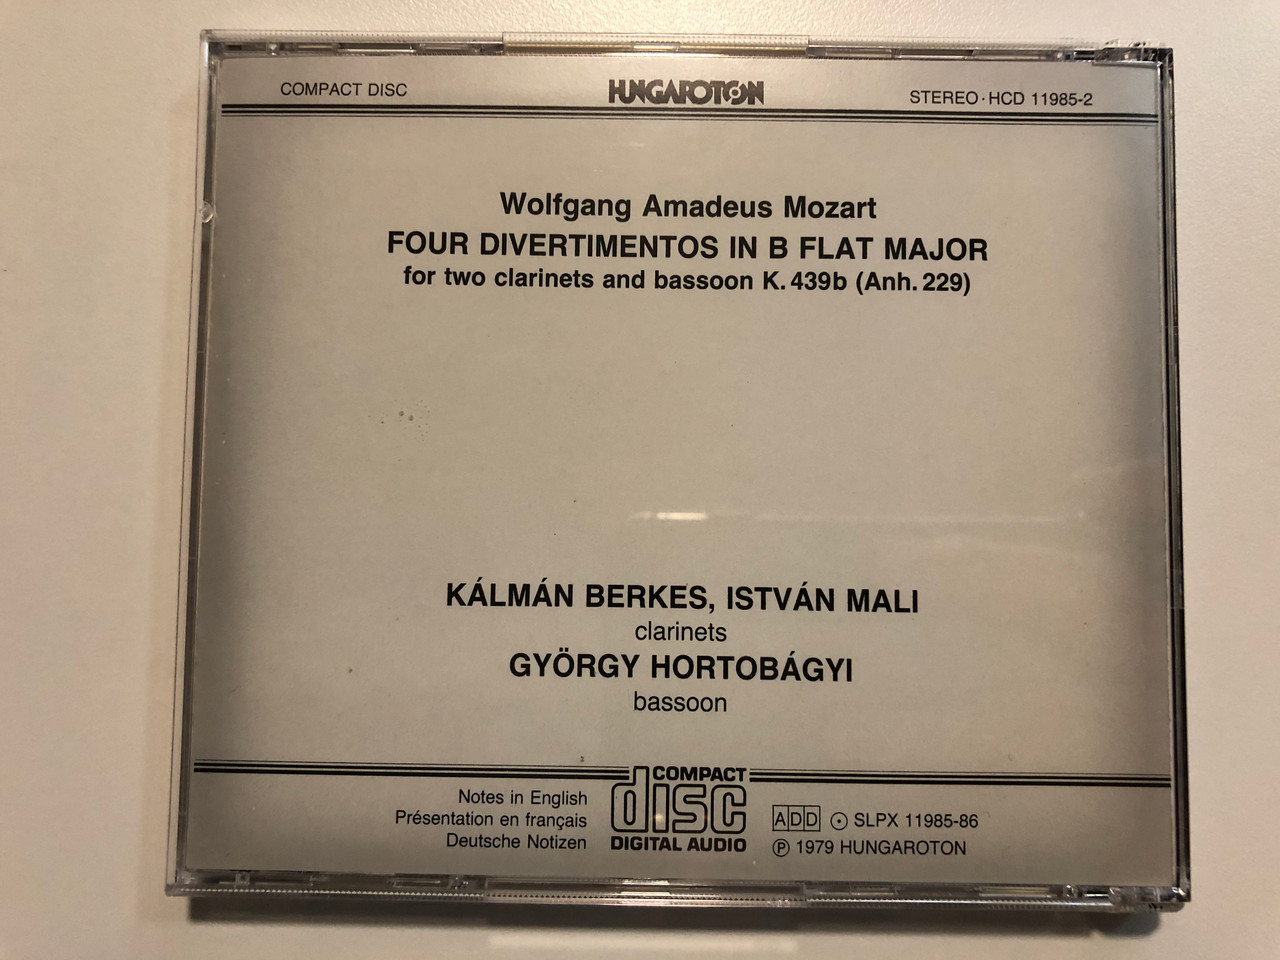 COMPACT DISC
HUNGAROTON
STEREO · HCD 11985-2
Wolfgang Amadeus Mozart
FOUR DIVERTIMENTOS IN B FLAT MAJOR
for two clarinets and bassoon K. 439b (Anh. 229)
KÁLMÁN BERKES, ISTVÁN MALI
clarinets
GYÖRGY HORTOBÁGYI
bassoon
Notes in English
Présentation en français
Deutsche Notizen
COMPACT
disc
DIGITAL AUDIO
ADD ⊙ SLPX 11985-86
℗ 1979 HUNGAROTON